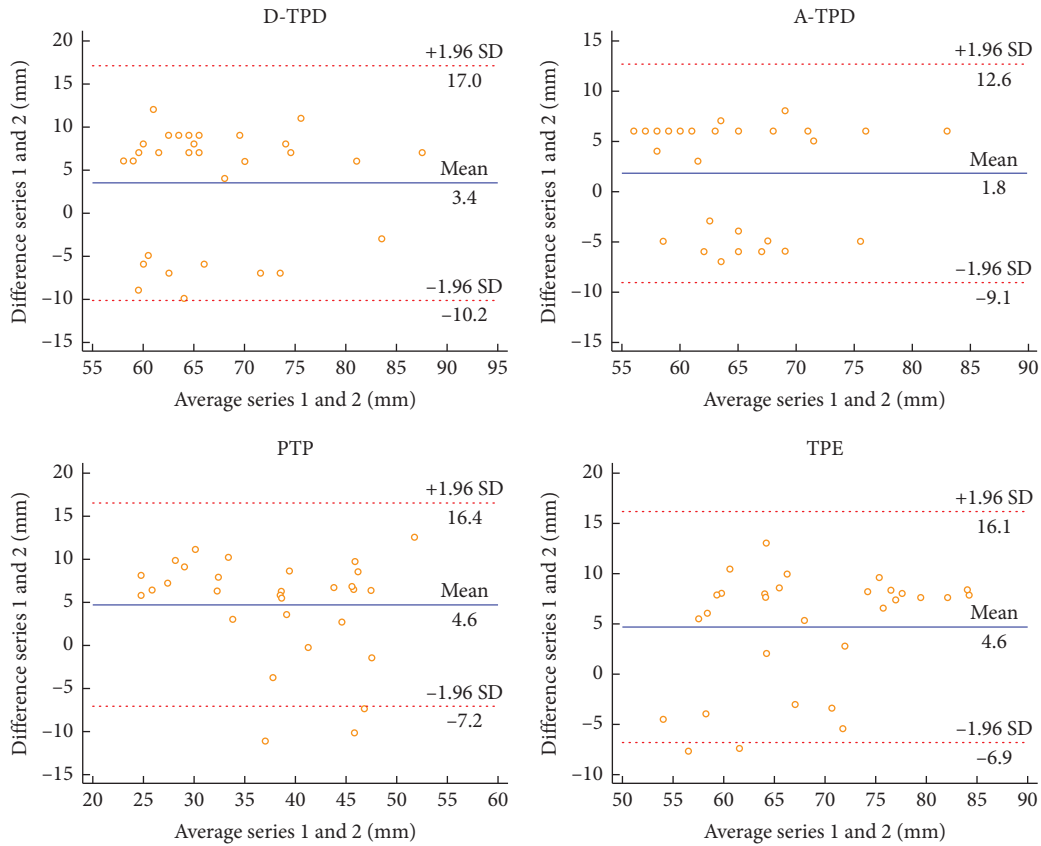 D-TPD
20
15
10
5
0
−5
−10
−15
Difference series 1 and 2 (mm)
+1.96 SD
17.0
Mean
3.4
−1.96 SD
−10.2
55 60 65 70 75 80 85 90 95
Average series 1 and 2 (mm)
A-TPD
15
10
5
0
−5
−10
−15
Difference series 1 and 2 (mm)
+1.96 SD
12.6
Mean
1.8
−1.96 SD
−9.1
55 60 65 70 75 80 85 90
Average series 1 and 2 (mm)
PTP
20
15
10
5
0
−5
−10
−15
Difference series 1 and 2 (mm)
+1.96 SD
16.4
Mean
4.6
−1.96 SD
−7.2
20 25 30 35 40 45 50 55 60
Average series 1 and 2 (mm)
TPE
20
15
10
5
0
−5
−10
Difference series 1 and 2 (mm)
+1.96 SD
16.1
Mean
4.6
−1.96 SD
−6.9
50 55 60 65 70 75 80 85 90
Average series 1 and 2 (mm)